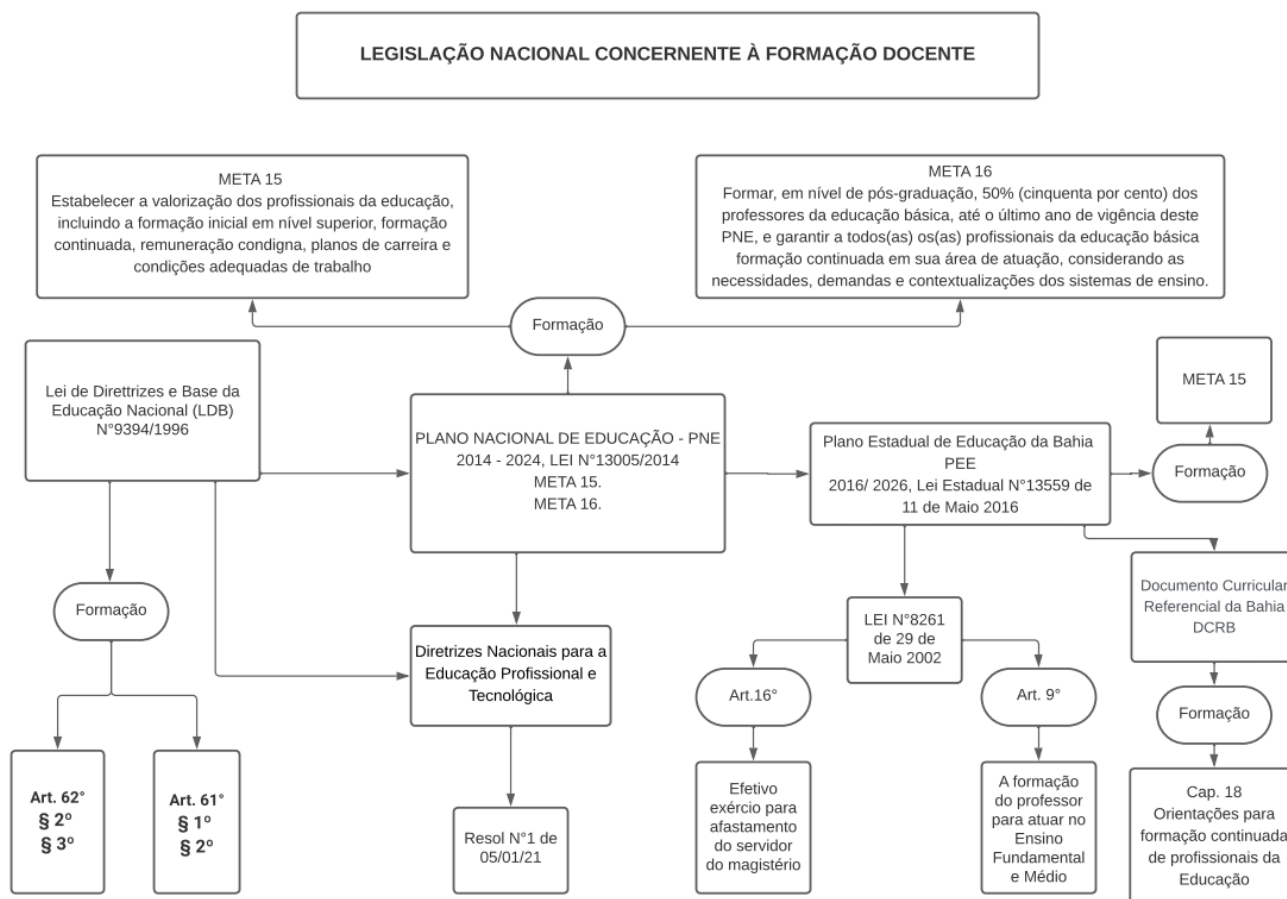 LEGISLAÇÃO NACIONAL CONCERNENTE À FORMAÇÃO DOCENTE
META 15
Estabelecer a valorização dos profissionais da educação,
incluindo a formação inicial em nível superior, formação
continuada, remuneração condigna, planos de carreira e
condições adequadas de trabalho
META 16
Formar, em nível de pós-graduação, 50% (cinquenta por cento) dos
professores da educação básica, até o último ano de vigência deste
PNE, e garantir a todos(as) os(as) profissionais da educação básica
formação continuada em sua área de atuação, considerando as
necessidades, demandas e contextualizações dos sistemas de ensino.
Formação
Lei de Direttrizes e Base da
Educação Nacional (LDB)
N°9394/1996
PLANO NACIONAL DE EDUCAÇÃO - PNE
2014 - 2024, LEI N°13005/2014
META 15.
META 16.
Plano Estadual de Educação da Bahia
PEE
2016/ 2026, Lei Estadual N°13559 de
11 de Maio 2016
META 15
Formação
Formação
Diretrizes Nacionais para a
Educação Profissional e
Tecnológica
LEI N°8261
de 29 de
Maio 2002
Documento Curricular
Referencial da Bahia
DCRB
Art.16°
Art. 9°
Formação
Art. 62°
§ 2º
§ 3º
Art. 61°
§ 1º
§ 2º
Resol N°1 de
05/01/21
Efetivo
exércio para
afastamento
do servidor
do magistério
A formação
do professor
para atuar no
Ensino
Fundamental
e Médio
Cap. 18
Orientações para
formação continuada
de profissionais da
Educação